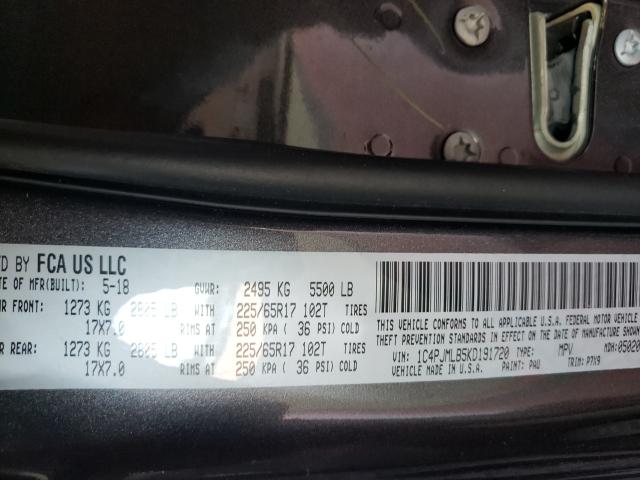 FD BY FCA US LLC
TE OF MFR(BUILT): 5-18 GVWR: 2495 KG 5500 LB
FRONT: 1273 KG 2805 LB WITH 225/65R17 102T TIRES
17X7.0 RIMS AT 250 KPA ( 36 PSI) COLD
REAR: 1273 KG 2805 LB WITH 225/65R17 102T TIRES
17X7.0 RIMS AT 250 KPA ( 36 PSI) COLD
THIS VEHICLE CONFORMS TO ALL APPLICABLE U.S.A. FEDERAL MOTOR VEHICLE
THEFT PREVENTION STANDARDS IN EFFECT ON THE DATE OF MANUFACTURE
VIN: 1C4PJMLB5KD191720 TYPE: MPV MDH: 05020
VEHICLE MADE IN U.S.A. PAINT: PAU TRIM: P7X9